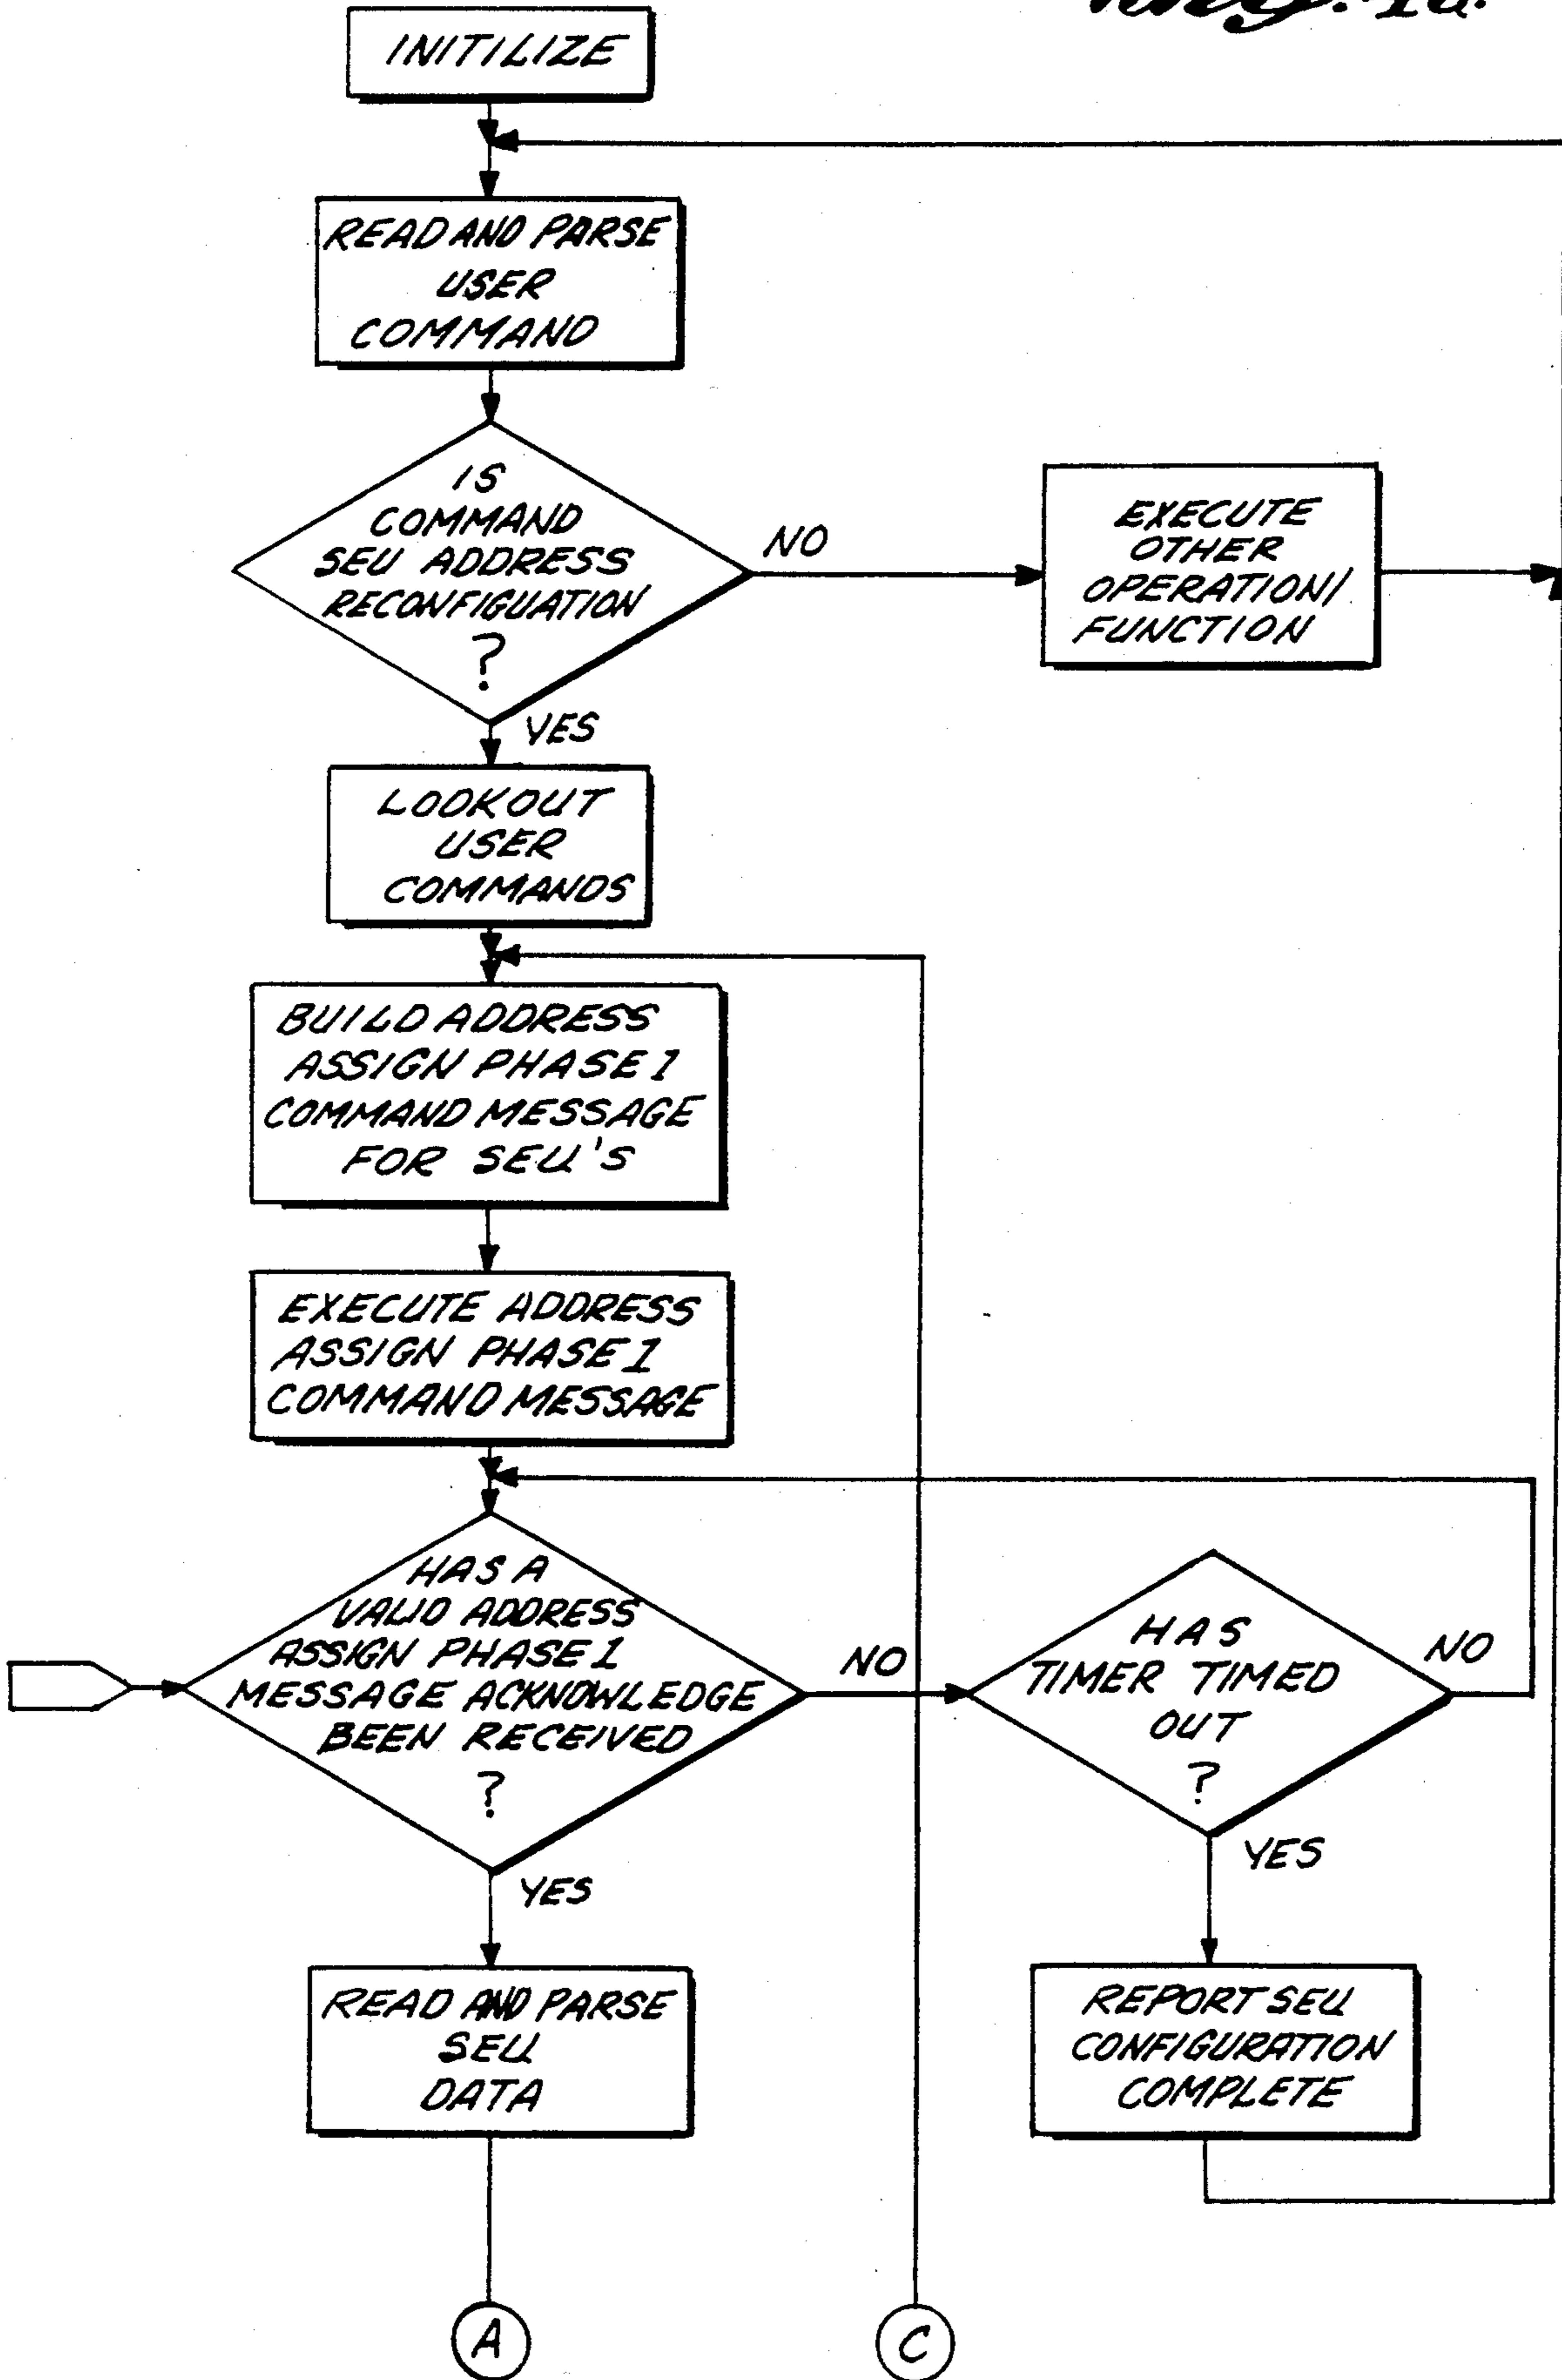 INITILIZE
READ AND PARSE
USER
COMMAND
IS
COMMAND
SEU ADDRESS
RECONFIGUATION
?
NO
EXECUTE
OTHER
OPERATION/
FUNCTION
YES
LOOKOUT
USER
COMMANDS
BUILD ADDRESS
ASSIGN PHASE 1
COMMAND MESSAGE
FOR SEU'S
EXECUTE ADDRESS
ASSIGN PHASE 1
COMMAND MESSAGE
HAS A
VALID ADDRESS
ASSIGN PHASE 1
MESSAGE ACKNOWLEDGE
BEEN RECEIVED
?
NO
HAS
TIMER TIMED
OUT
?
NO
YES
YES
READ AND PARSE
SEU
DATA
REPORT SEU
CONFIGURATION
COMPLETE
A
C